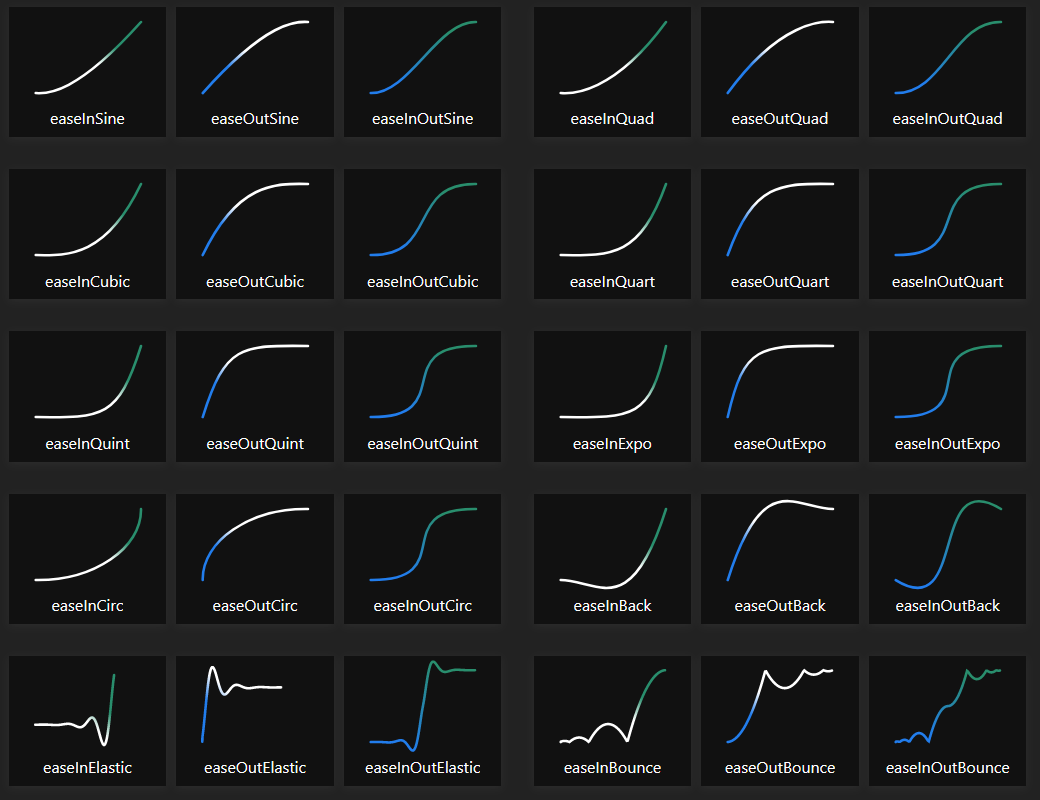 easeInSine
easeOutSine
easeInOutSine
easeInQuad
easeOutQuad
easeInOutQuad
easeInCubic
easeOutCubic
easeInOutCubic
easeInQuart
easeOutQuart
easeInOutQuart
easeInQuint
easeOutQuint
easeInOutQuint
easeInExpo
easeOutExpo
easeInOutExpo
easeInCirc
easeOutCirc
easeInOutCirc
easeInBack
easeOutBack
easeInOutBack
easeInElastic
easeOutElastic
easeInOutElastic
easeInBounce
easeOutBounce
easeInOutBounce